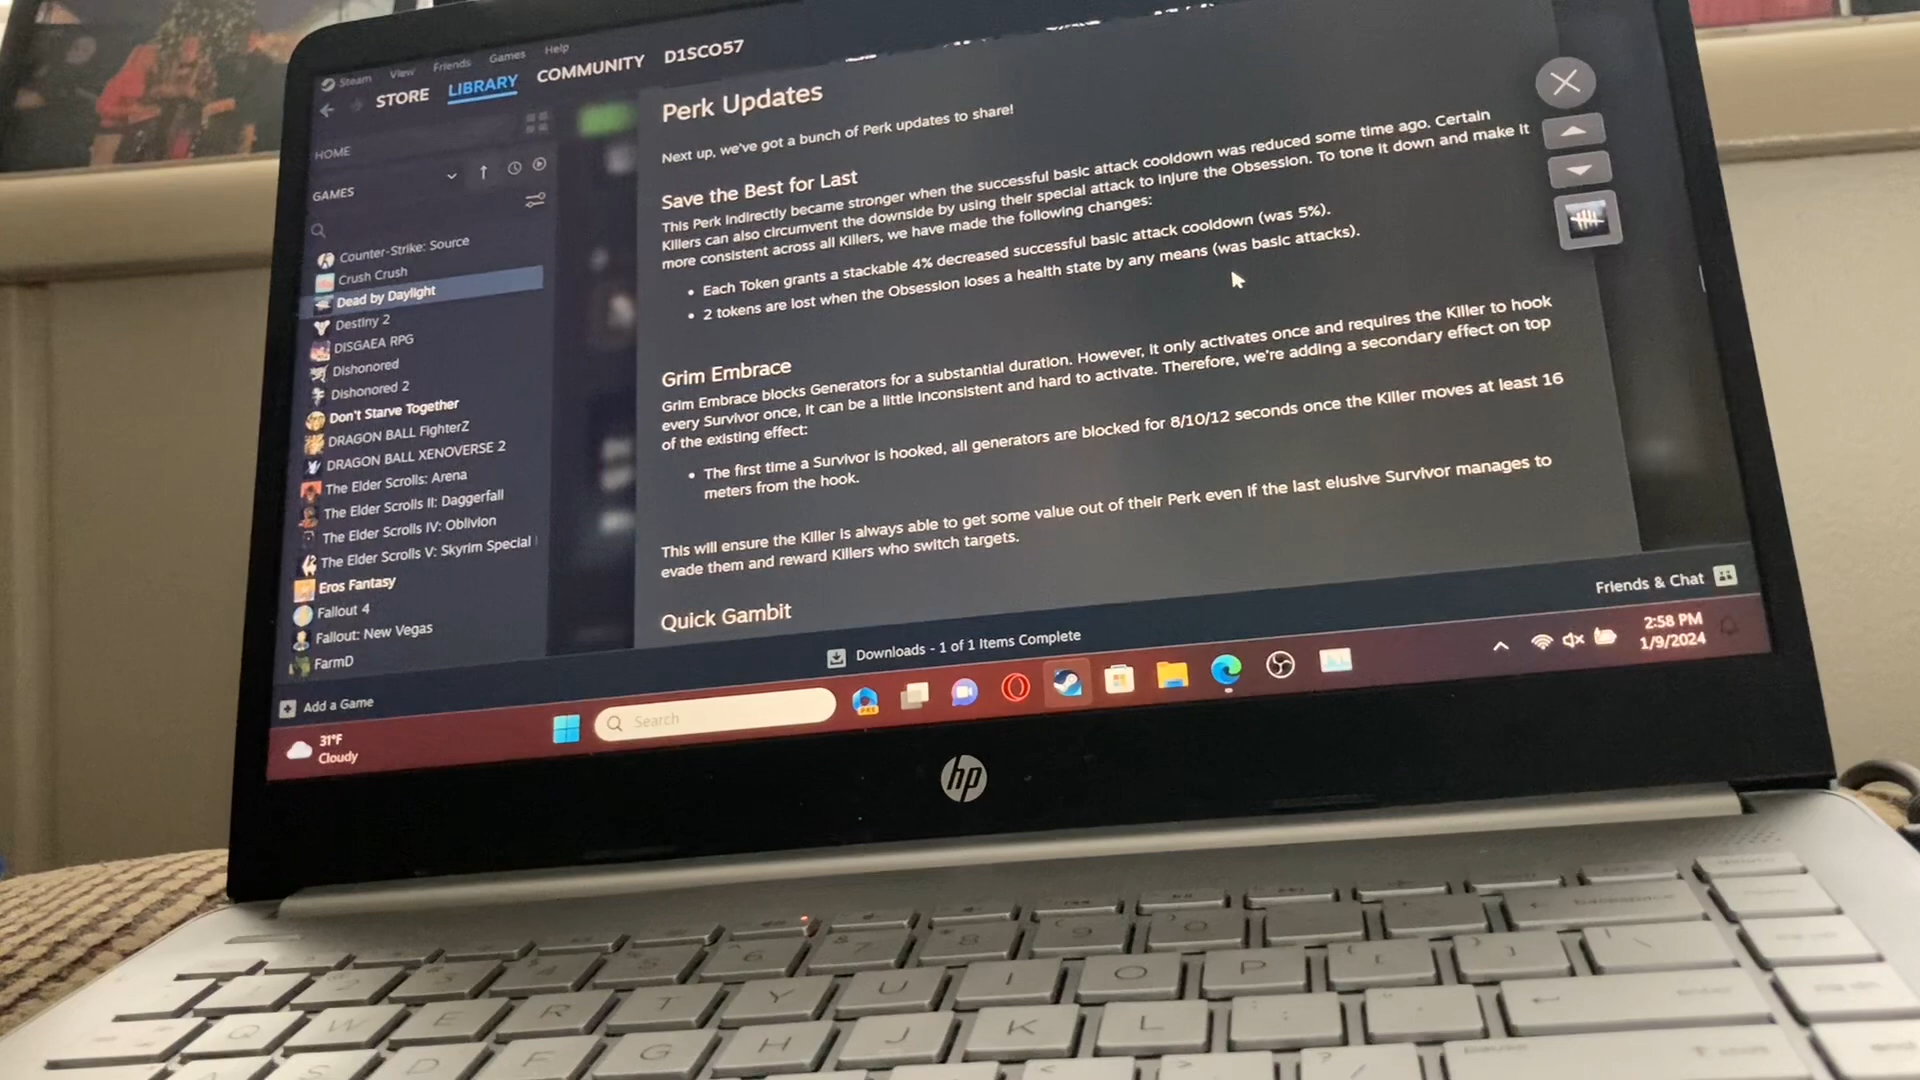 Steam View Friends Games Help
STORE LIBRARY COMMUNITY D1SCO57
HOME
GAMES
Counter-Strike: Source
Crush Crush
Dead by Daylight
Destiny 2
DISGAEA RPG
Dishonored
Dishonored 2
Don't Starve Together
DRAGON BALL FighterZ
DRAGON BALL XENOVERSE 2
The Elder Scrolls: Arena
The Elder Scrolls II: Daggerfall
The Elder Scrolls IV: Oblivion
The Elder Scrolls V: Skyrim Special
Eros Fantasy
Fallout 4
Fallout: New Vegas
FarmD
Add a Game
Perk Updates
Next up, we've got a bunch of Perk updates to share!
Save the Best for Last
This Perk indirectly became stronger when the successful basic attack cooldown was reduced some time ago. Certain
Killers can also circumvent the downside by using their special attack to injure the Obsession. To tone it down and make it
more consistent across all Killers, we have made the following changes:
• Each Token grants a stackable 4% decreased successful basic attack cooldown (was 5%).
• 2 tokens are lost when the Obsession loses a health state by any means (was basic attacks).
Grim Embrace
Grim Embrace blocks Generators for a substantial duration. However, it only activates once and requires the Killer to hook
every Survivor once, it can be a little inconsistent and hard to activate. Therefore, we're adding a secondary effect on top
of the existing effect:
• The first time a Survivor is hooked, all generators are blocked for 8/10/12 seconds once the Killer moves at least 16
meters from the hook.
This will ensure the Killer is always able to get some value out of their Perk even if the last elusive Survivor manages to
evade them and reward Killers who switch targets.
Quick Gambit
Downloads - 1 of 1 Items Complete
Friends & Chat
31°F
Cloudy
Search
PRE
2:58 PM
1/9/2024
hp
6 7 8 9
Q W E R T Y U I O P
S D F G H J K L